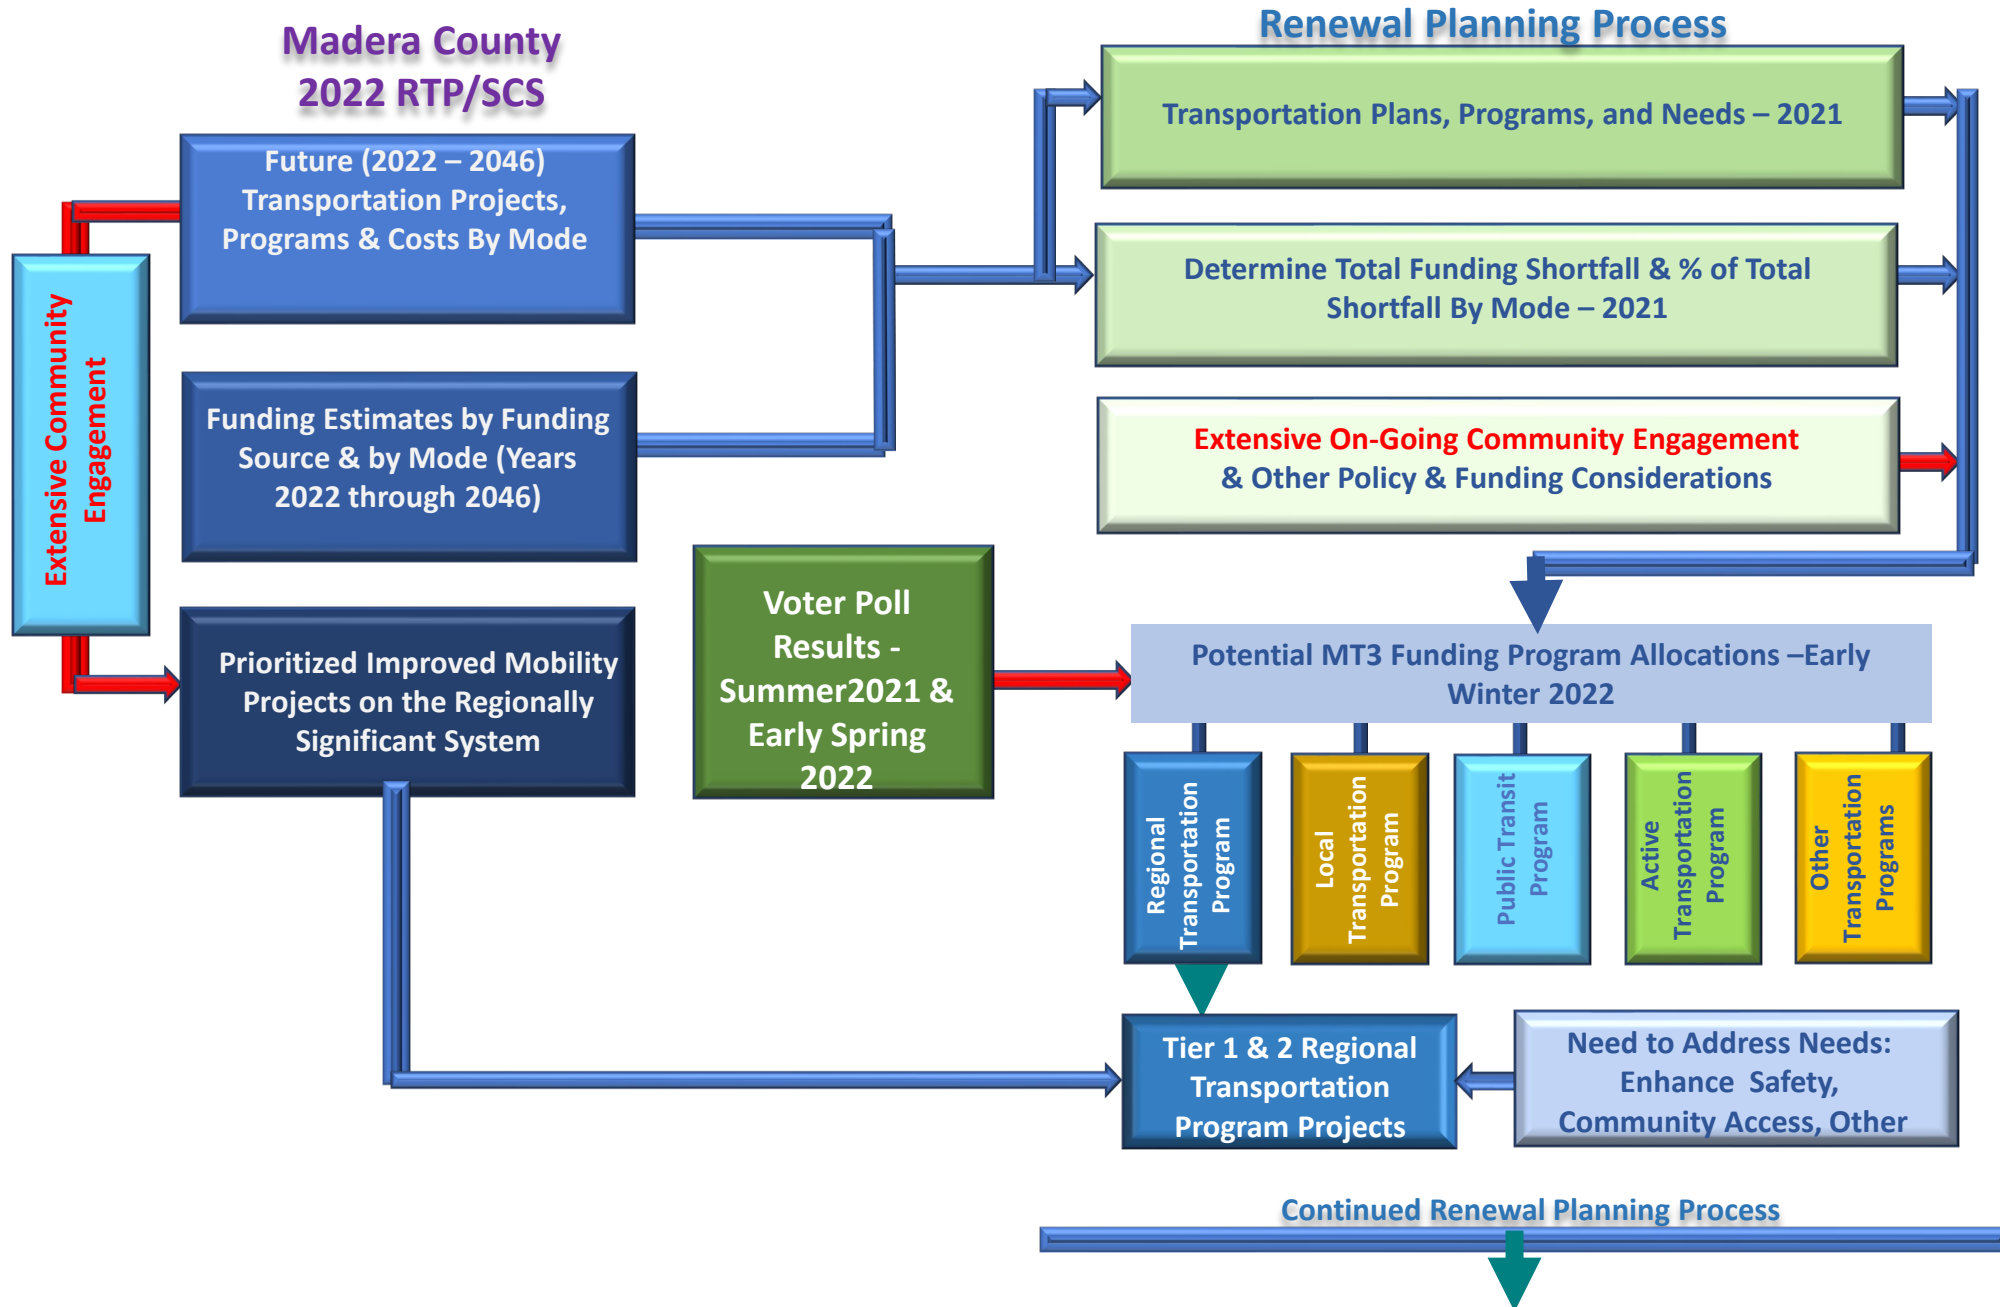 Madera County
2022 RTP/SCS
Renewal Planning Process
Future (2022 – 2046)
Transportation Projects,
Programs & Costs By Mode
Extensive Community
Engagement
Funding Estimates by Funding
Source & by Mode (Years
2022 through 2046)
Prioritized Improved Mobility
Projects on the Regionally
Significant System
Transportation Plans, Programs, and Needs – 2021
Determine Total Funding Shortfall & % of Total
Shortfall By Mode – 2021
Extensive On-Going Community Engagement
& Other Policy & Funding Considerations
Voter Poll
Results -
Summer2021 &
Early Spring
2022
Potential MT3 Funding Program Allocations –Early
Winter 2022
Regional
Transportation
Program
Local
Transportation
Program
Public Transit
Program
Active
Transportation
Program
Other
Transportation
Programs
Tier 1 & 2 Regional
Transportation
Program Projects
Need to Address Needs:
Enhance  Safety,
Community Access, Other
Continued Renewal Planning Process